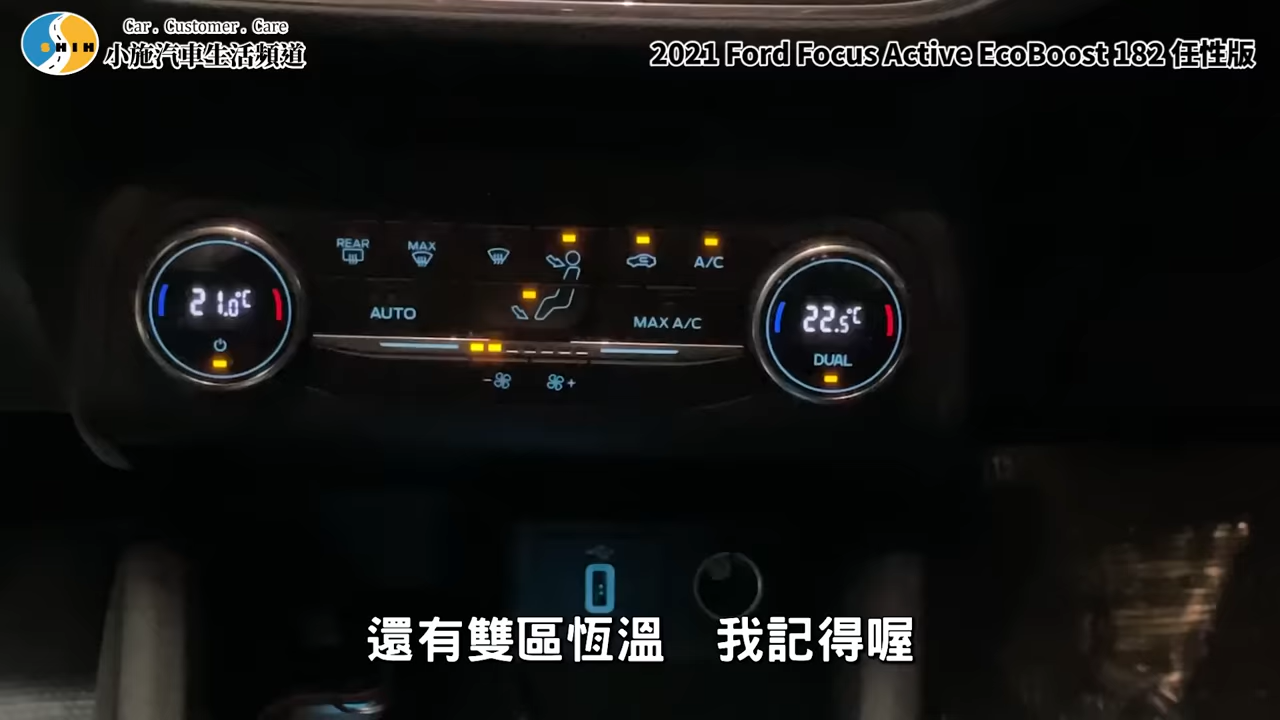 Car . Customer . Care
SHIH
小施汽車生活頻道
2021 Ford Focus Active EcoBoost 182 任性版
REAR
MAX
A/C
21.0°C
AUTO
MAX A/C
22.5°C
DUAL
- +
還有雙區恆溫 我記得喔